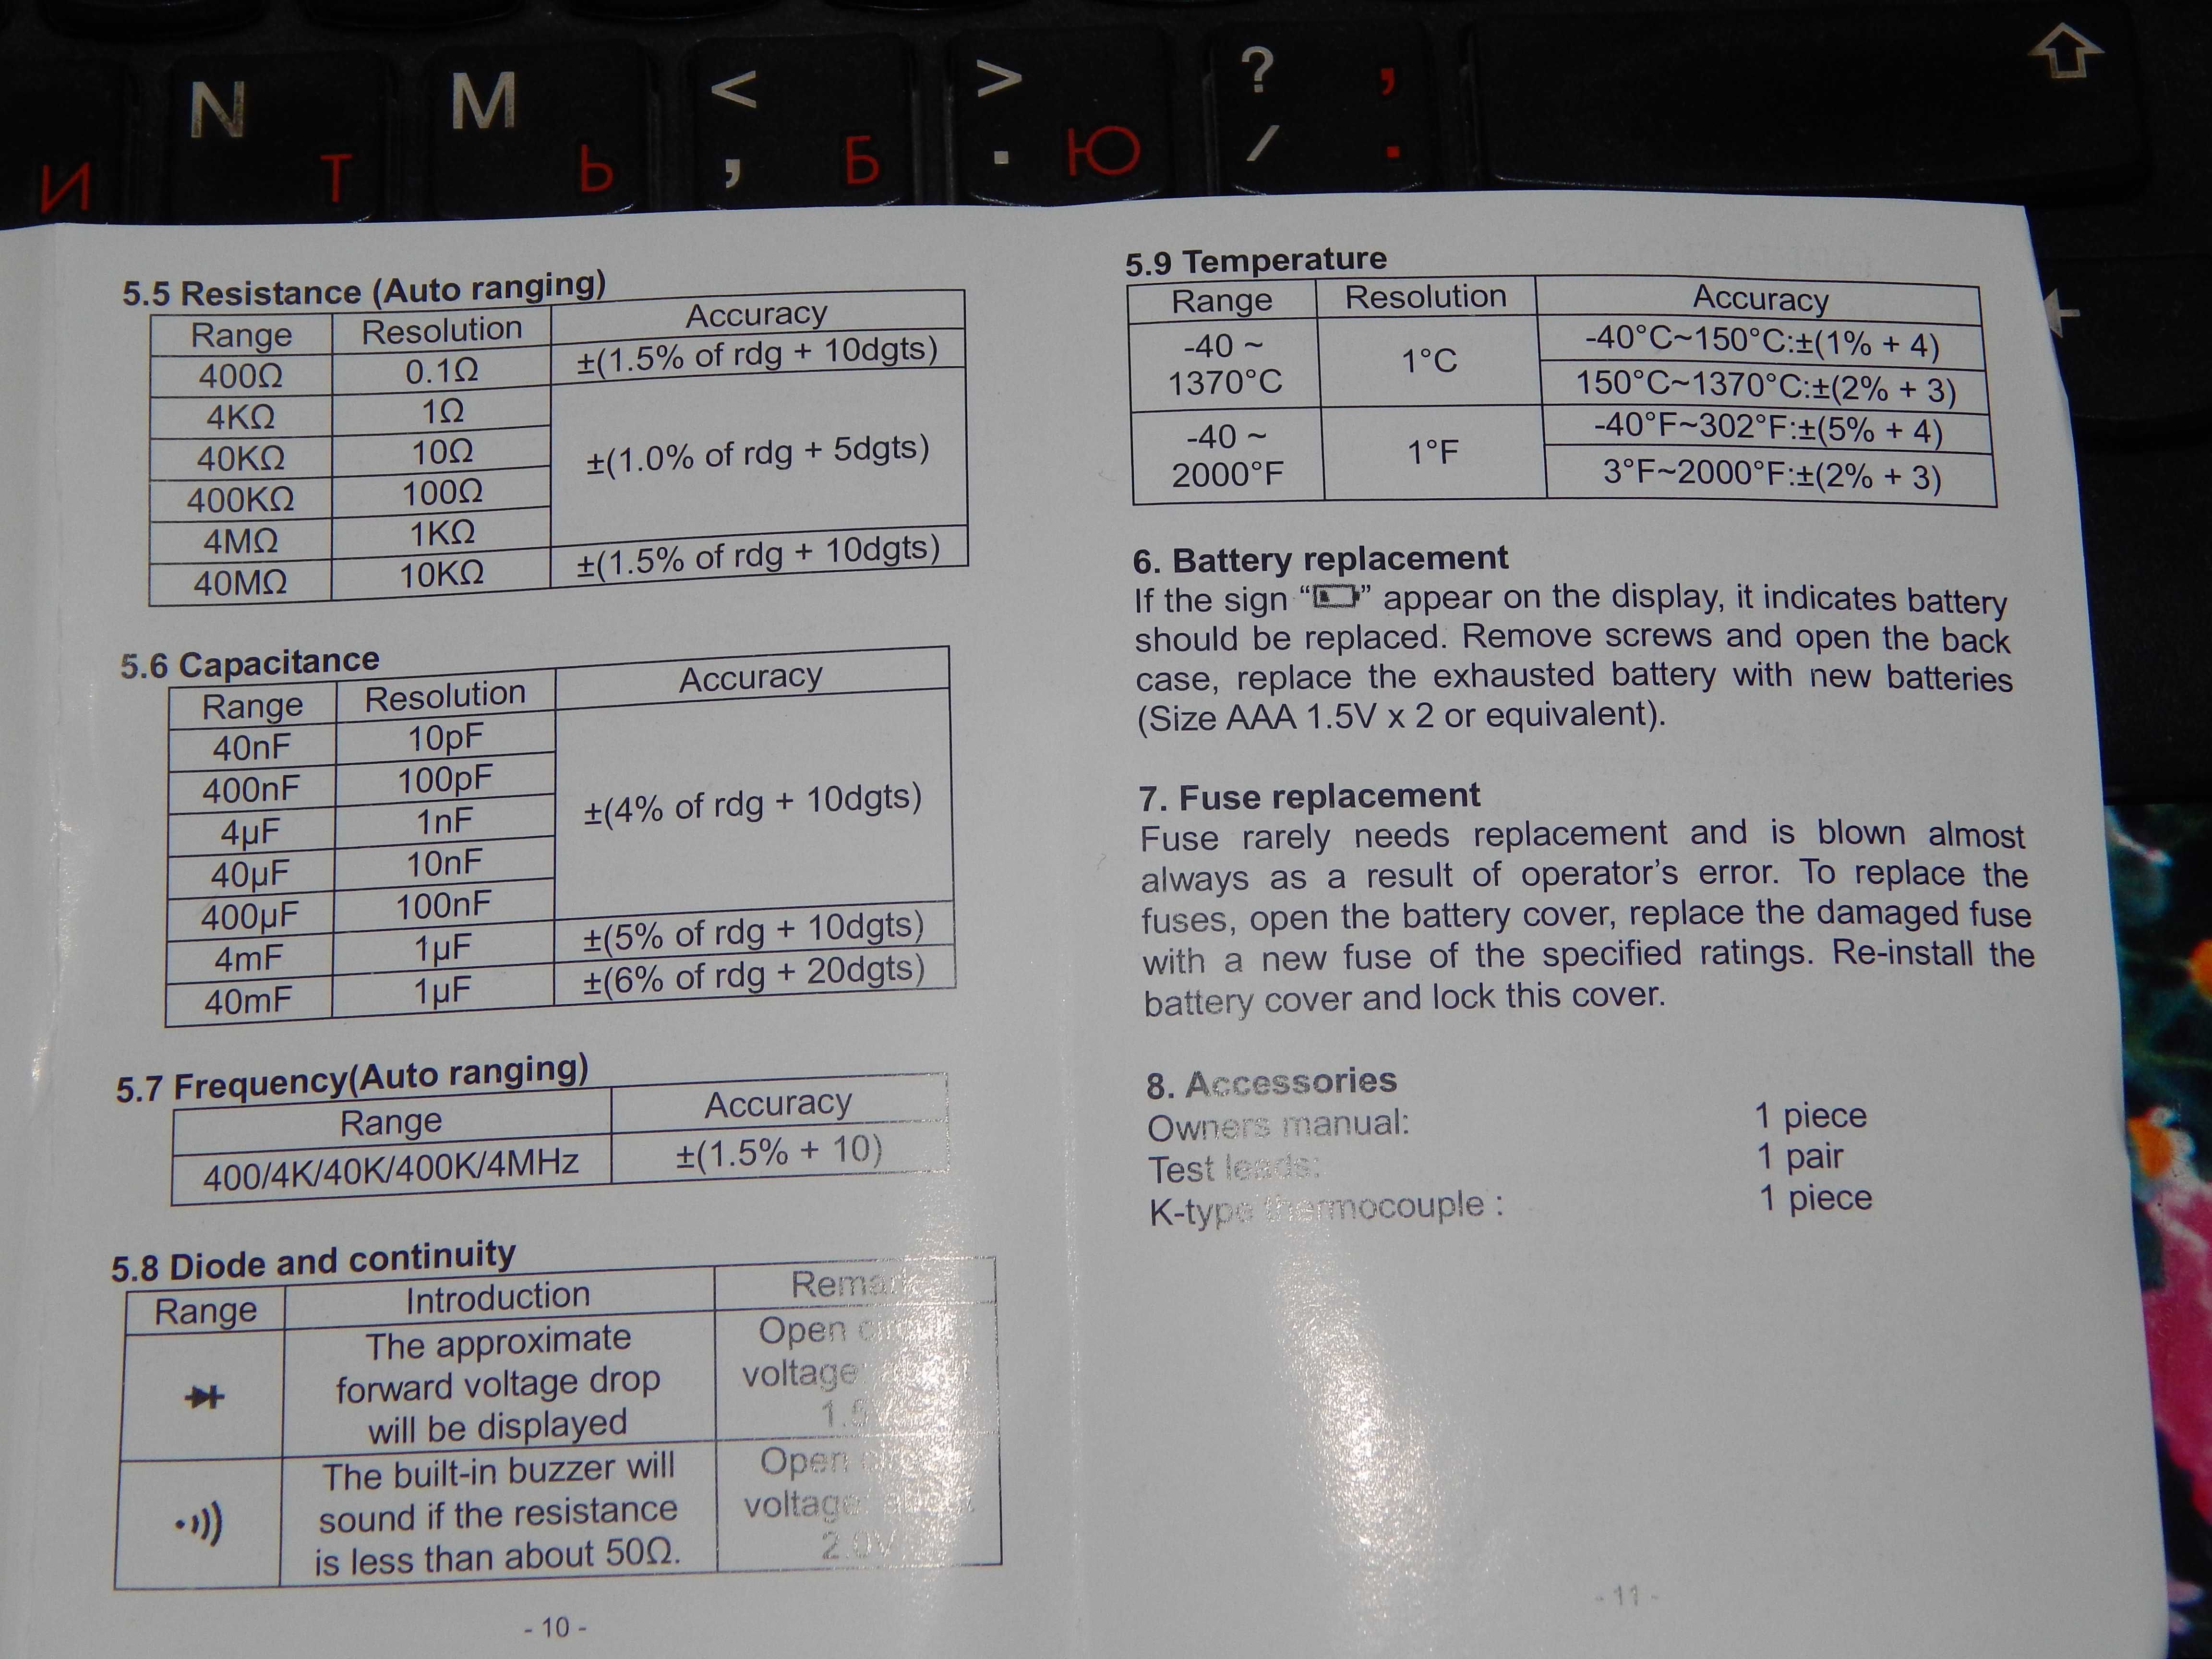 N M < > ? ,
И Т Ь , Б . Ю / .
5.5 Resistance (Auto ranging)
Range Resolution Accuracy
400Ω 0.1Ω ±(1.5% of rdg + 10dgts)
4KΩ 1Ω
40KΩ 10Ω ±(1.0% of rdg + 5dgts)
400KΩ 100Ω
4MΩ 1KΩ
40MΩ 10KΩ ±(1.5% of rdg + 10dgts)
5.6 Capacitance
Range Resolution Accuracy
40nF 10pF
400nF 100pF
4µF 1nF ±(4% of rdg + 10dgts)
40µF 10nF
400µF 100nF
4mF 1µF ±(5% of rdg + 10dgts)
40mF 1µF ±(6% of rdg + 20dgts)
5.7 Frequency(Auto ranging)
Range Accuracy
400/4K/40K/400K/4MHz ±(1.5% + 10)
5.8 Diode and continuity
Range Introduction
The approximate Open
forward voltage drop voltage
will be displayed
The built-in buzzer will Open
sound if the resistance voltage: about
is less than about 50Ω. 2.0V
- 10 -
5.9 Temperature
Range Resolution Accuracy
-40 ~ 1°C -40°C~150°C:±(1% + 4)
1370°C 150°C~1370°C:±(2% + 3)
-40 ~ 1°F -40°F~302°F:±(5% + 4)
2000°F 3°F~2000°F:±(2% + 3)
6. Battery replacement
If the sign “ ” appear on the display, it indicates battery
should be replaced. Remove screws and open the back
case, replace the exhausted battery with new batteries
(Size AAA 1.5V x 2 or equivalent).
7. Fuse replacement
Fuse rarely needs replacement and is blown almost
always as a result of operator's error. To replace the
fuses, open the battery cover, replace the damaged fuse
with a new fuse of the specified ratings. Re-install the
battery cover and lock this cover.
8. Accessories
Owners manual: 1 piece
Test leads: 1 pair
K-type thermocouple : 1 piece
- 11 -